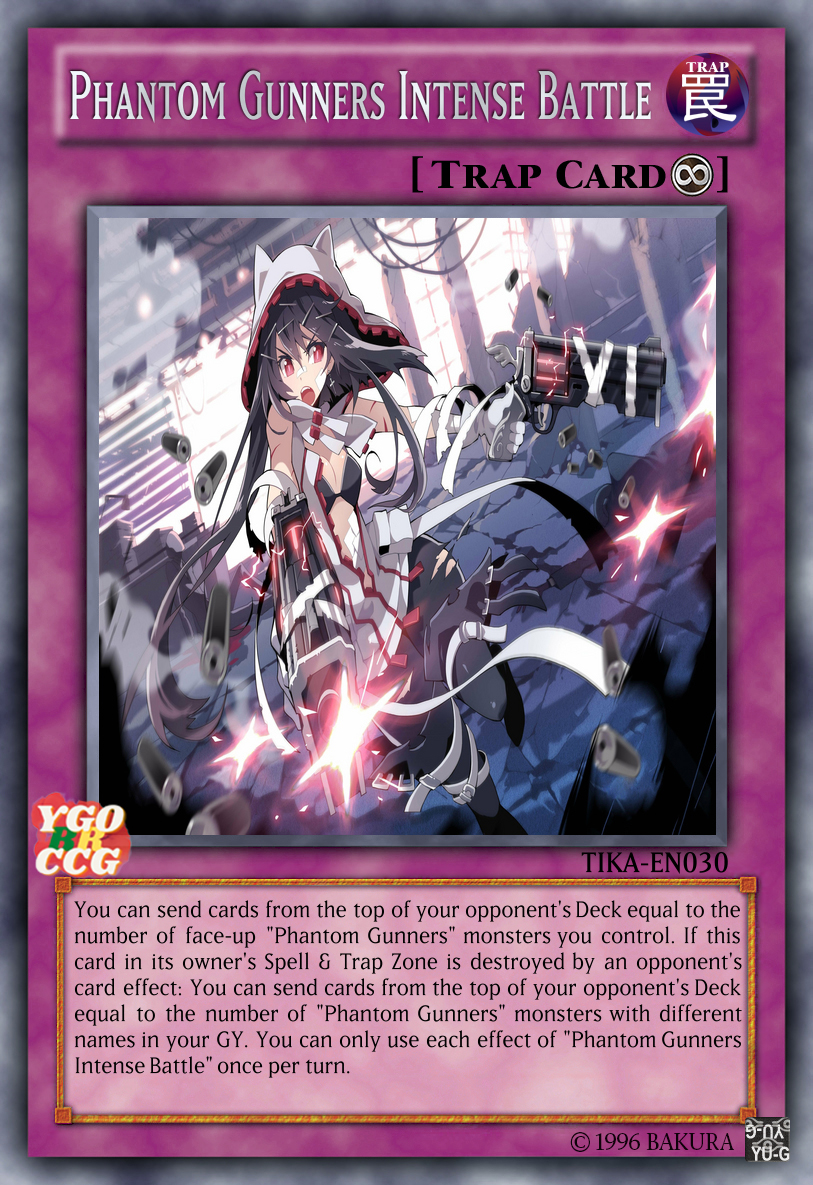 Phantom Gunners Intense Battle
TRAP
罠
[Trap Card∞]
YGO
BR
CCG
TIKA-EN030
You can send cards from the top of your opponent's Deck equal to the
number of face-up "Phantom Gunners" monsters you control. If this
card in its owner's Spell & Trap Zone is destroyed by an opponent's
card effect: You can send cards from the top of your opponent's Deck
equal to the number of "Phantom Gunners" monsters with different
names in your GY. You can only use each effect of "Phantom Gunners
Intense Battle" once per turn.
© 1996 BAKURA
YU-G